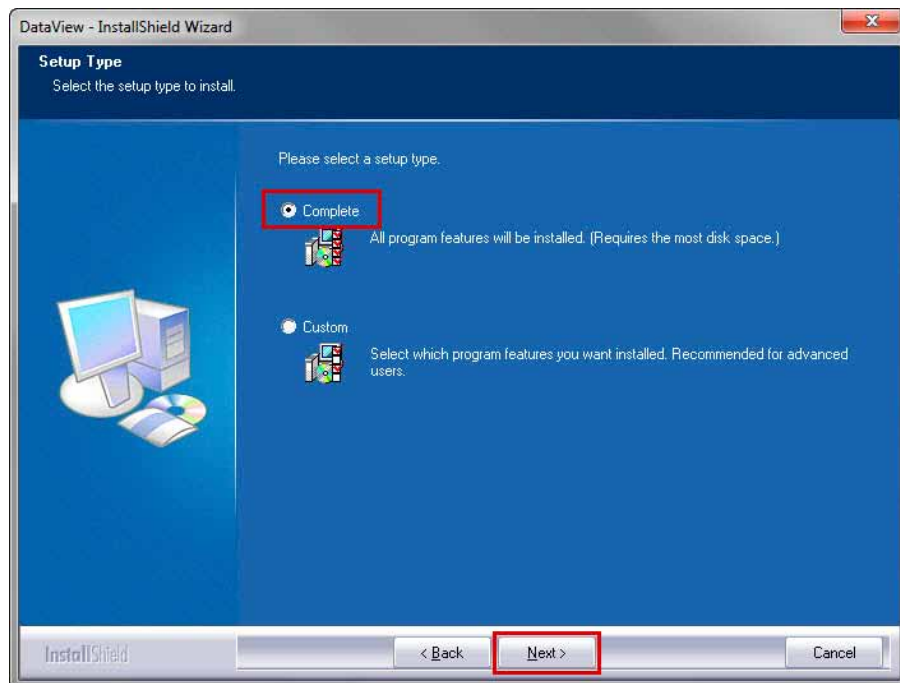 DataView - InstallShield Wizard
Setup Type
Select the setup type to install.
Please select a setup type.
Complete
All program features will be installed. (Requires the most disk space.)
Custom
Select which program features you want installed. Recommended for advanced
users.
InstallShield
< Back
Next >
Cancel